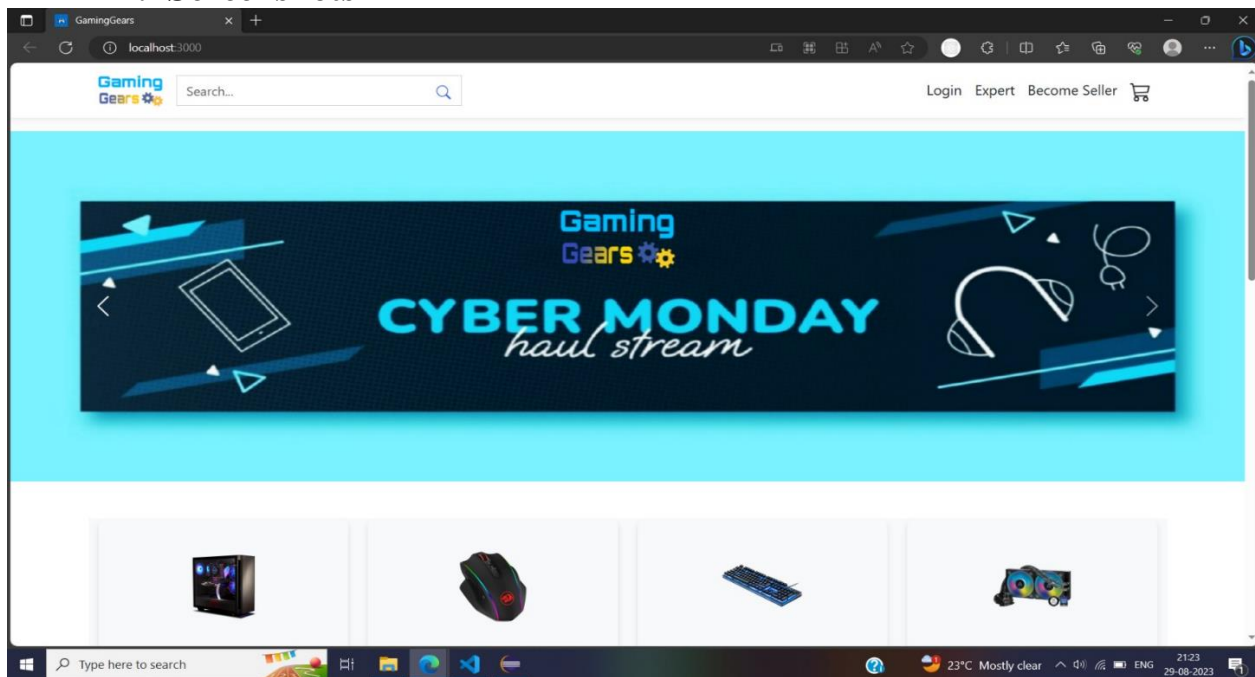 GamingGears
localhost:3000
Gaming
Gears
Search...
Login Expert Become Seller
Gaming
Gears
CYBER MONDAY
haul stream
Type here to search
23°C Mostly clear
ENG
21:23
29-08-2023
1